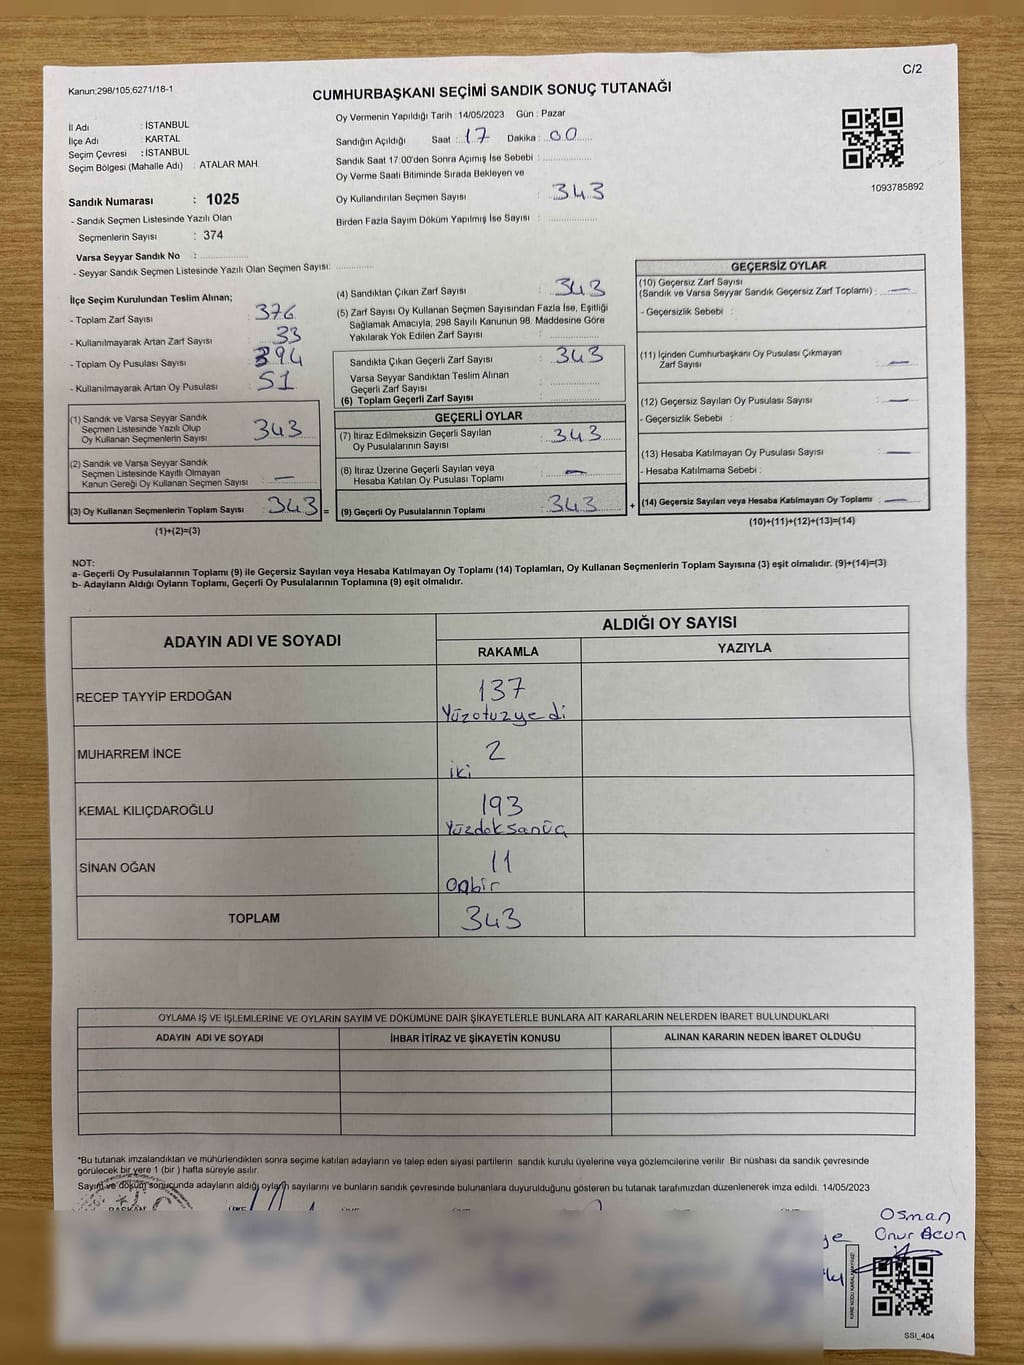 C/2
Kanun;298/105;6271/18-1
CUMHURBAŞKANI SEÇİMİ SANDIK SONUÇ TUTANAĞI
İl Adı : İSTANBUL
İlçe Adı : KARTAL
Seçim Çevresi : İSTANBUL
Seçim Bölgesi (Mahalle Adı) : ATALAR MAH.
Sandık Numarası : 1025
- Sandık Seçmen Listesinde Yazılı Olan
Seçmenlerin Sayısı : 374
Varsa Seyyar Sandık No :
- Seyyar Sandık Seçmen Listesinde Yazılı Olan Seçmen Sayısı:
Oy Vermenin Yapıldığı Tarih : 14/05/2023 Gün : Pazar
Sandığın Açıldığı Saat : 17 Dakika : 00
Sandık Saat 17.00'den Sonra Açımış İse Sebebi :
Oy Verme Saati Bitiminde Sırada Bekleyen ve
Oy Kullandırılan Seçmen Sayısı : 343
Birden Fazla Sayım Döküm Yapılmış İse Sayısı :
1093785892
İlçe Seçim Kurulundan Teslim Alınan;
- Toplam Zarf Sayısı : 376
- Kullanılmayarak Artan Zarf Sayısı : 33
- Toplam Oy Pusulası Sayısı : 394
- Kullanılmayarak Artan Oy Pusulası : 51
(1) Sandık ve Varsa Seyyar Sandık
Seçmen Listesinde Yazılı Olup
Oy Kullanan Seçmenlerin Sayısı : 343
(2) Sandık ve Varsa Seyyar Sandık
Seçmen Listesinde Kayıtlı Olmayan
Kanun Gereği Oy Kullanan Seçmen Sayısı : —
(3) Oy Kullanan Seçmenlerin Toplam Sayısı : 343 =
(1)+(2)=(3)
(4) Sandıktan Çıkan Zarf Sayısı : 343
(5) Zarf Sayısı Oy Kullanan Seçmen Sayısından Fazla İse, Eşitliği
Sağlamak Amacıyla, 298 Sayılı Kanunun 98. Maddesine Göre
Yakılarak Yok Edilen Zarf Sayısı :
Sandıkta Çıkan Geçerli Zarf Sayısı : 343
Varsa Seyyar Sandıktan Teslim Alınan
Geçerli Zarf Sayısı :
(6) Toplam Geçerli Zarf Sayısı :
GEÇERLİ OYLAR
(7) İtiraz Edilmeksizin Geçerli Sayılan
Oy Pusulalarının Sayısı : 343
(8) İtiraz Üzerine Geçerli Sayılan veya
Hesaba Katılan Oy Pusulası Toplamı : —
(9) Geçerli Oy Pusulalarının Toplamı : 343 +
GEÇERSİZ OYLAR
(10) Geçersiz Zarf Sayısı
(Sandık ve Varsa Seyyar Sandık Geçersiz Zarf Toplamı) : —
- Geçersizlik Sebebi :
(11) İçinden Cumhurbaşkanı Oy Pusulası Çıkmayan
Zarf Sayısı : —
(12) Geçersiz Sayılan Oy Pusulası Sayısı : —
- Geçersizlik Sebebi :
(13) Hesaba Katılmayan Oy Pusulası Sayısı : —
- Hesaba Katılmama Sebebi :
(14) Geçersiz Sayılan veya Hesaba Katılmayan Oy Toplamı : —
(10)+(11)+(12)+(13)=(14)
NOT:
a- Geçerli Oy Pusulalarının Toplamı (9) ile Geçersiz Sayılan veya Hesaba Katılmayan Oy Toplamı (14) Toplamları, Oy Kullanan Seçmenlerin Toplam Sayısına (3) eşit olmalıdır. (9)+(14)=(3)
b- Adayların Aldığı Oyların Toplamı, Geçerli Oy Pusulalarının Toplamına (9) eşit olmalıdır.
ADAYIN ADI VE SOYADI
ALDIĞI OY SAYISI
RAKAMLA YAZIYLA
RECEP TAYYİP ERDOĞAN 137
Yüzotuzyedi
MUHARREM İNCE 2
iki
KEMAL KILIÇDAROĞLU 193
Yüzdoksanüç
SİNAN OĞAN 11
Onbir
TOPLAM 343
OYLAMA İŞ VE İŞLEMLERİNE VE OYLARIN SAYIM VE DÖKÜMÜNE DAİR ŞİKAYETLERLE BUNLARA AİT KARARLARIN NELERDEN İBARET BULUNDUKLARI
ADAYIN ADI VE SOYADI İHBAR İTİRAZ VE ŞİKAYETİN KONUSU ALINAN KARARIN NEDEN İBARET OLDUĞU
*Bu tutanak imzalandıktan ve mühürlendikten sonra seçime katılan adayların ve talep eden siyasi partilerin sandık kurulu üyelerine veya gözlemcilerine verilir Bir nüshası da sandık çevresinde
görülecek bir yere 1 (bir ) hafta süreyle asılır.
Sayım ve döküm sonucunda adayların aldığı oyların sayılarını ve bunların sandık çevresinde bulunanlara duyurulduğunu gösteren bu tutanak tarafımızdan düzenlenerek imza edildi. 14/05/2023
BAŞKAN
Osman
Onur Acun
SSİ_404